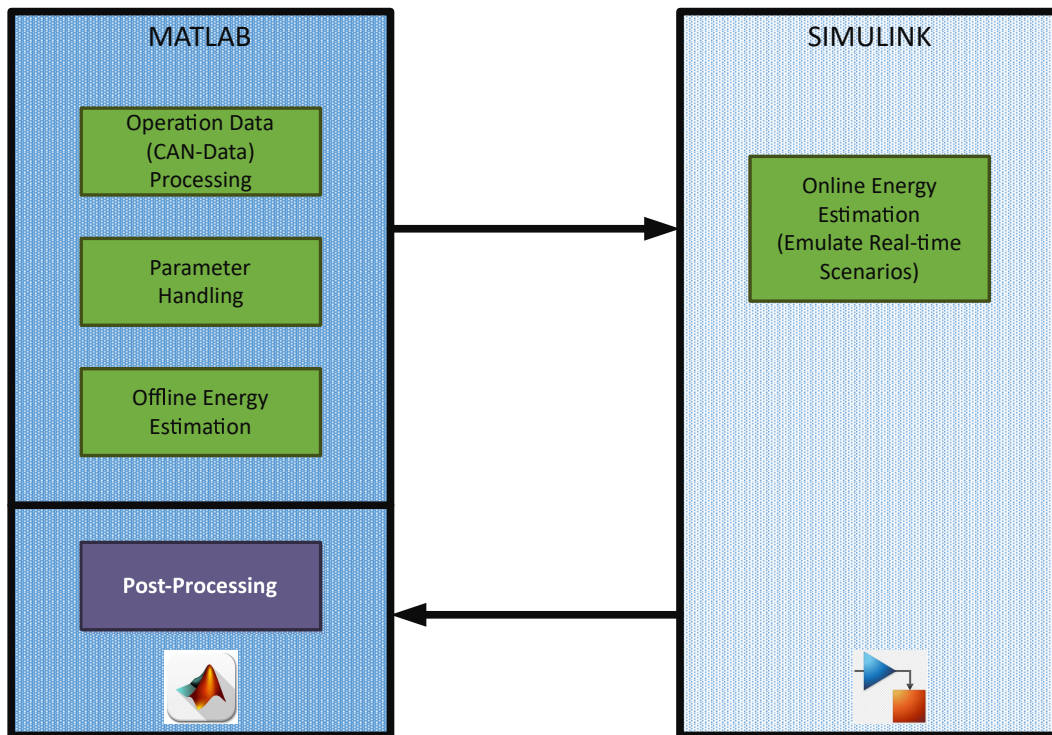 MATLAB
Operation Data
(CAN-Data)
Processing
Parameter
Handling
Offline Energy
Estimation
Post-Processing
SIMULINK
Online Energy
Estimation
(Emulate Real-time
Scenarios)